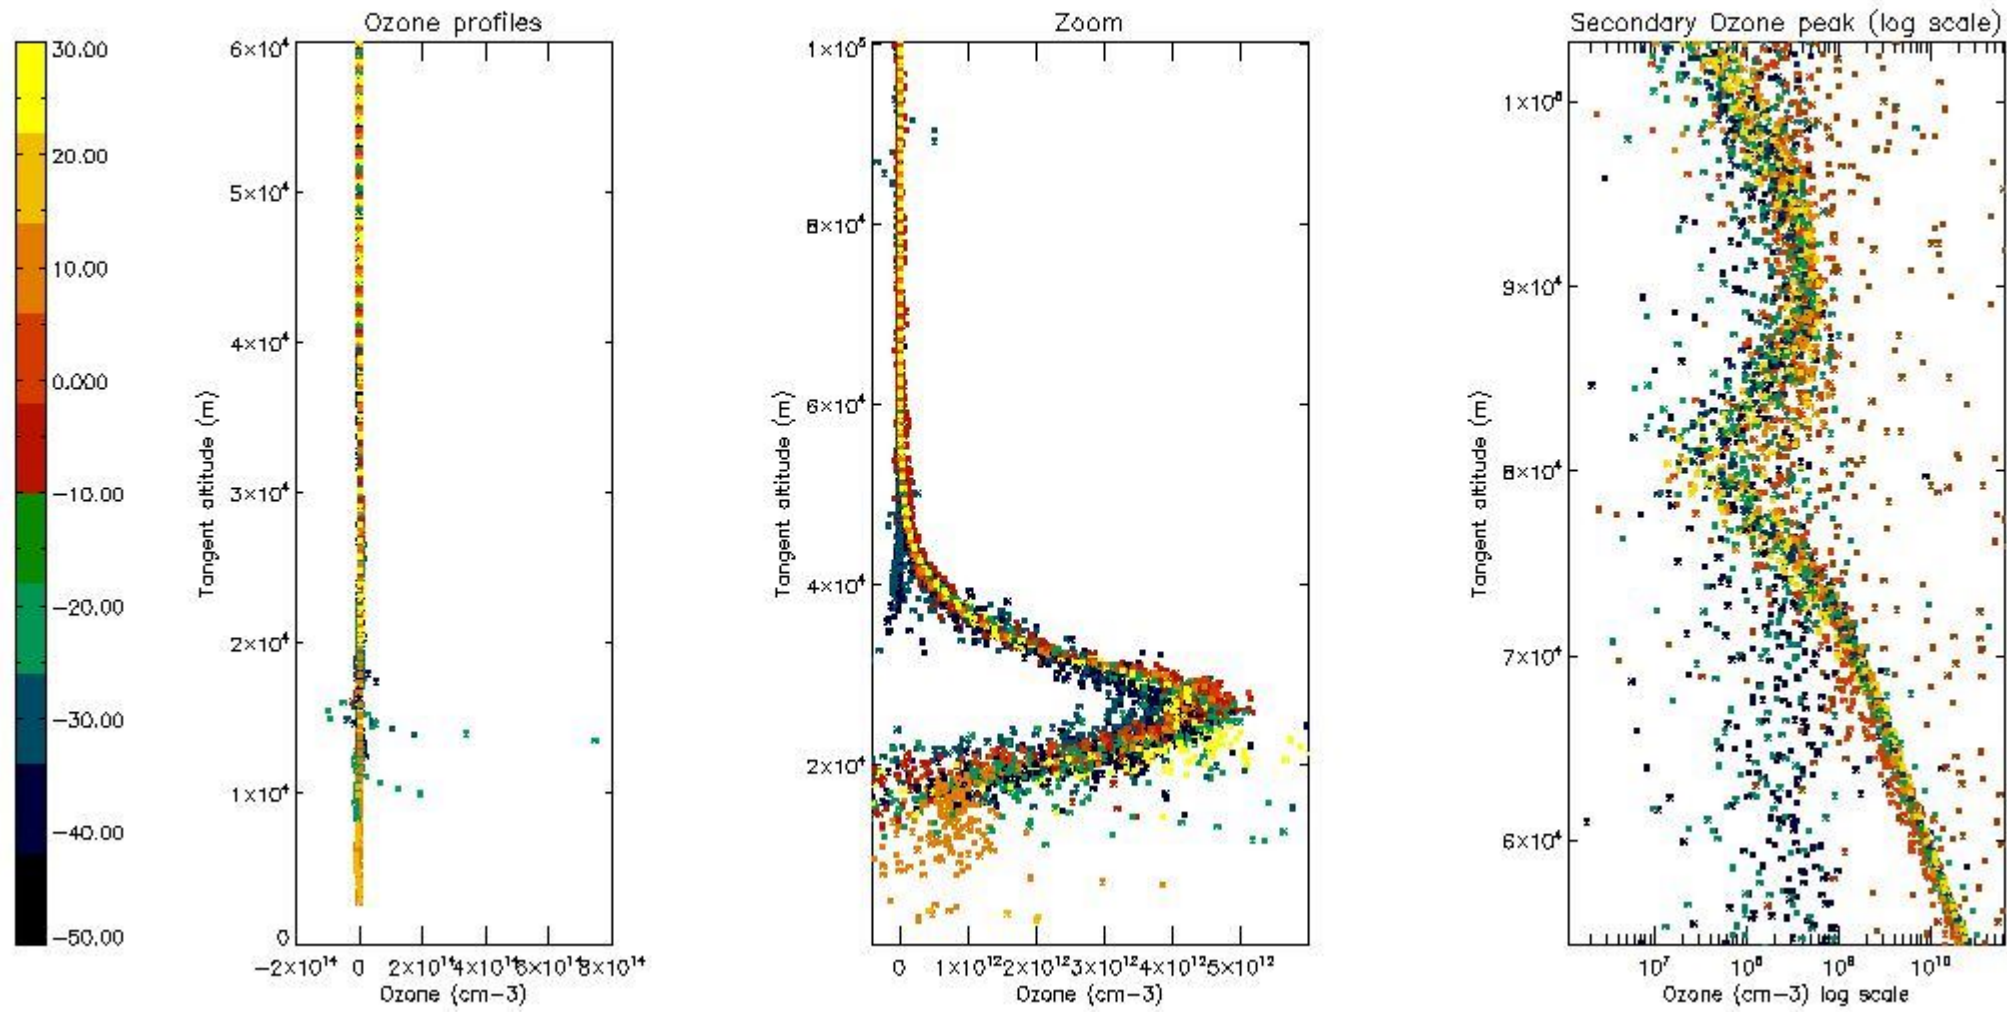 Ozone profiles
Zoom
Secondary Ozone peak (log scale)
30.00
20.00
10.00
0.000
−10.00
−20.00
−30.00
−40.00
−50.00
6×10⁴
5×10⁴
4×10⁴
3×10⁴
2×10⁴
1×10⁴
0
Tangent altitude (m)
−2×10¹⁴ 0 2×10¹⁴ 4×10¹⁴ 6×10¹⁴ 8×10¹⁴
Ozone (cm−3)
1×10⁵
8×10⁴
6×10⁴
4×10⁴
2×10⁴
Tangent altitude (m)
0 1×10¹² 2×10¹² 3×10¹² 4×10¹² 5×10¹²
Ozone (cm−3)
1×10⁵
9×10⁴
8×10⁴
7×10⁴
6×10⁴
Tangent altitude (m)
10⁷ 10⁸ 10⁹ 10¹⁰
Ozone (cm−3) log scale